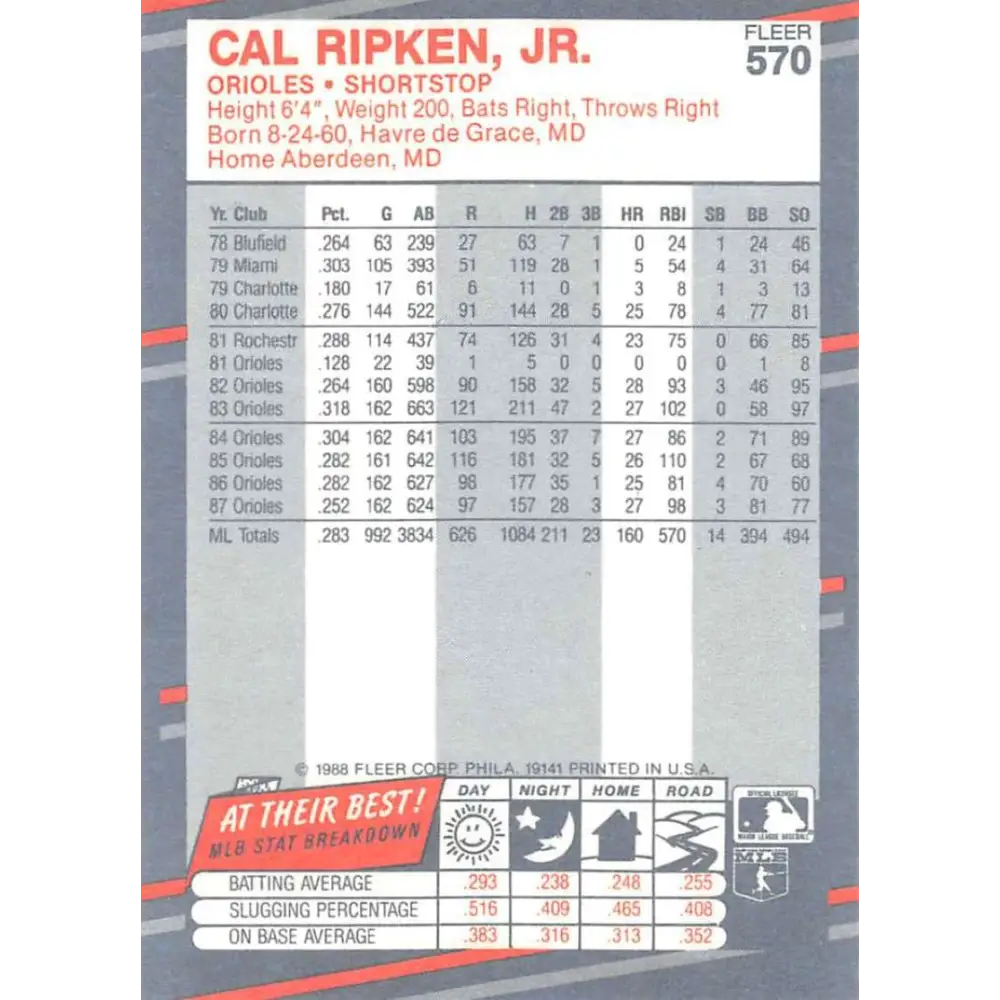 CAL RIPKEN, JR.
FLEER
570
ORIOLES • SHORTSTOP
Height 6'4", Weight 200, Bats Right, Throws Right
Born 8-24-60, Havre de Grace, MD
Home Aberdeen, MD
Yr. Club Pct. G AB R H 2B 3B HR RBI SB BB SO
78 Blufield .264 63 239 27 63 7 1 0 24 1 24 46
79 Miami .303 105 393 51 119 28 1 5 54 4 31 64
79 Charlotte .180 17 61 6 11 0 1 3 8 1 3 13
80 Charlotte .276 144 522 91 144 28 5 25 78 4 77 81
81 Rochestr .288 114 437 74 126 31 4 23 75 0 66 85
81 Orioles .128 22 39 1 5 0 0 0 0 0 1 8
82 Orioles .264 160 598 90 158 32 5 28 93 3 46 95
83 Orioles .318 162 663 121 211 47 2 27 102 0 58 97
84 Orioles .304 162 641 103 195 37 7 27 86 2 71 89
85 Orioles .282 161 642 116 181 32 5 26 110 2 67 68
86 Orioles .282 162 627 98 177 35 1 25 81 4 70 60
87 Orioles .252 162 624 97 157 28 3 27 98 3 81 77
ML Totals .283 992 3834 626 1084 211 23 160 570 14 394 494
© 1988 FLEER CORP. PHILA. 19141 PRINTED IN U.S.A.
AT THEIR BEST!
MLB STAT BREAKDOWN
DAY NIGHT HOME ROAD
OFFICIAL LICENSEE
MAJOR LEAGUE BASEBALL
MLS
BATTING AVERAGE .293 .238 .248 .255
SLUGGING PERCENTAGE .516 .409 .465 .408
ON BASE AVERAGE .383 .316 .313 .352